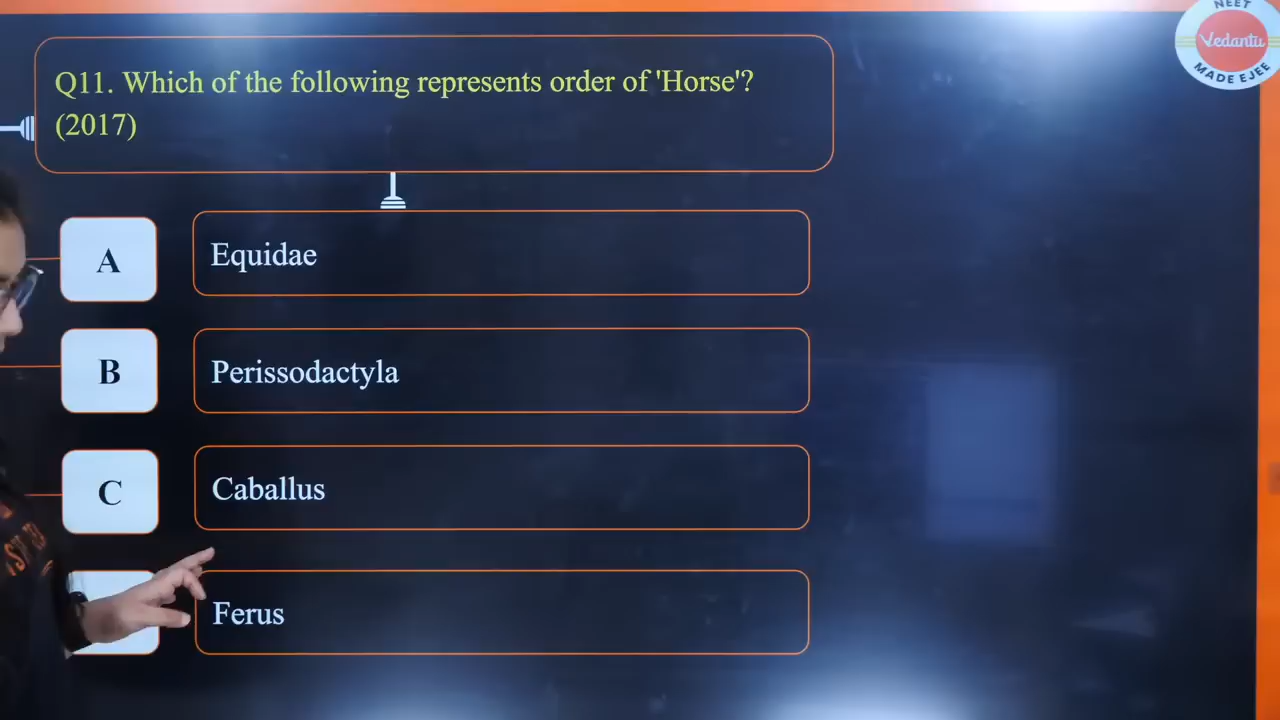 NEET
Vedantu
MADE EJEE
Q11. Which of the following represents order of 'Horse'?
(2017)
A
Equidae
B
Perissodactyla
C
Caballus
Ferus